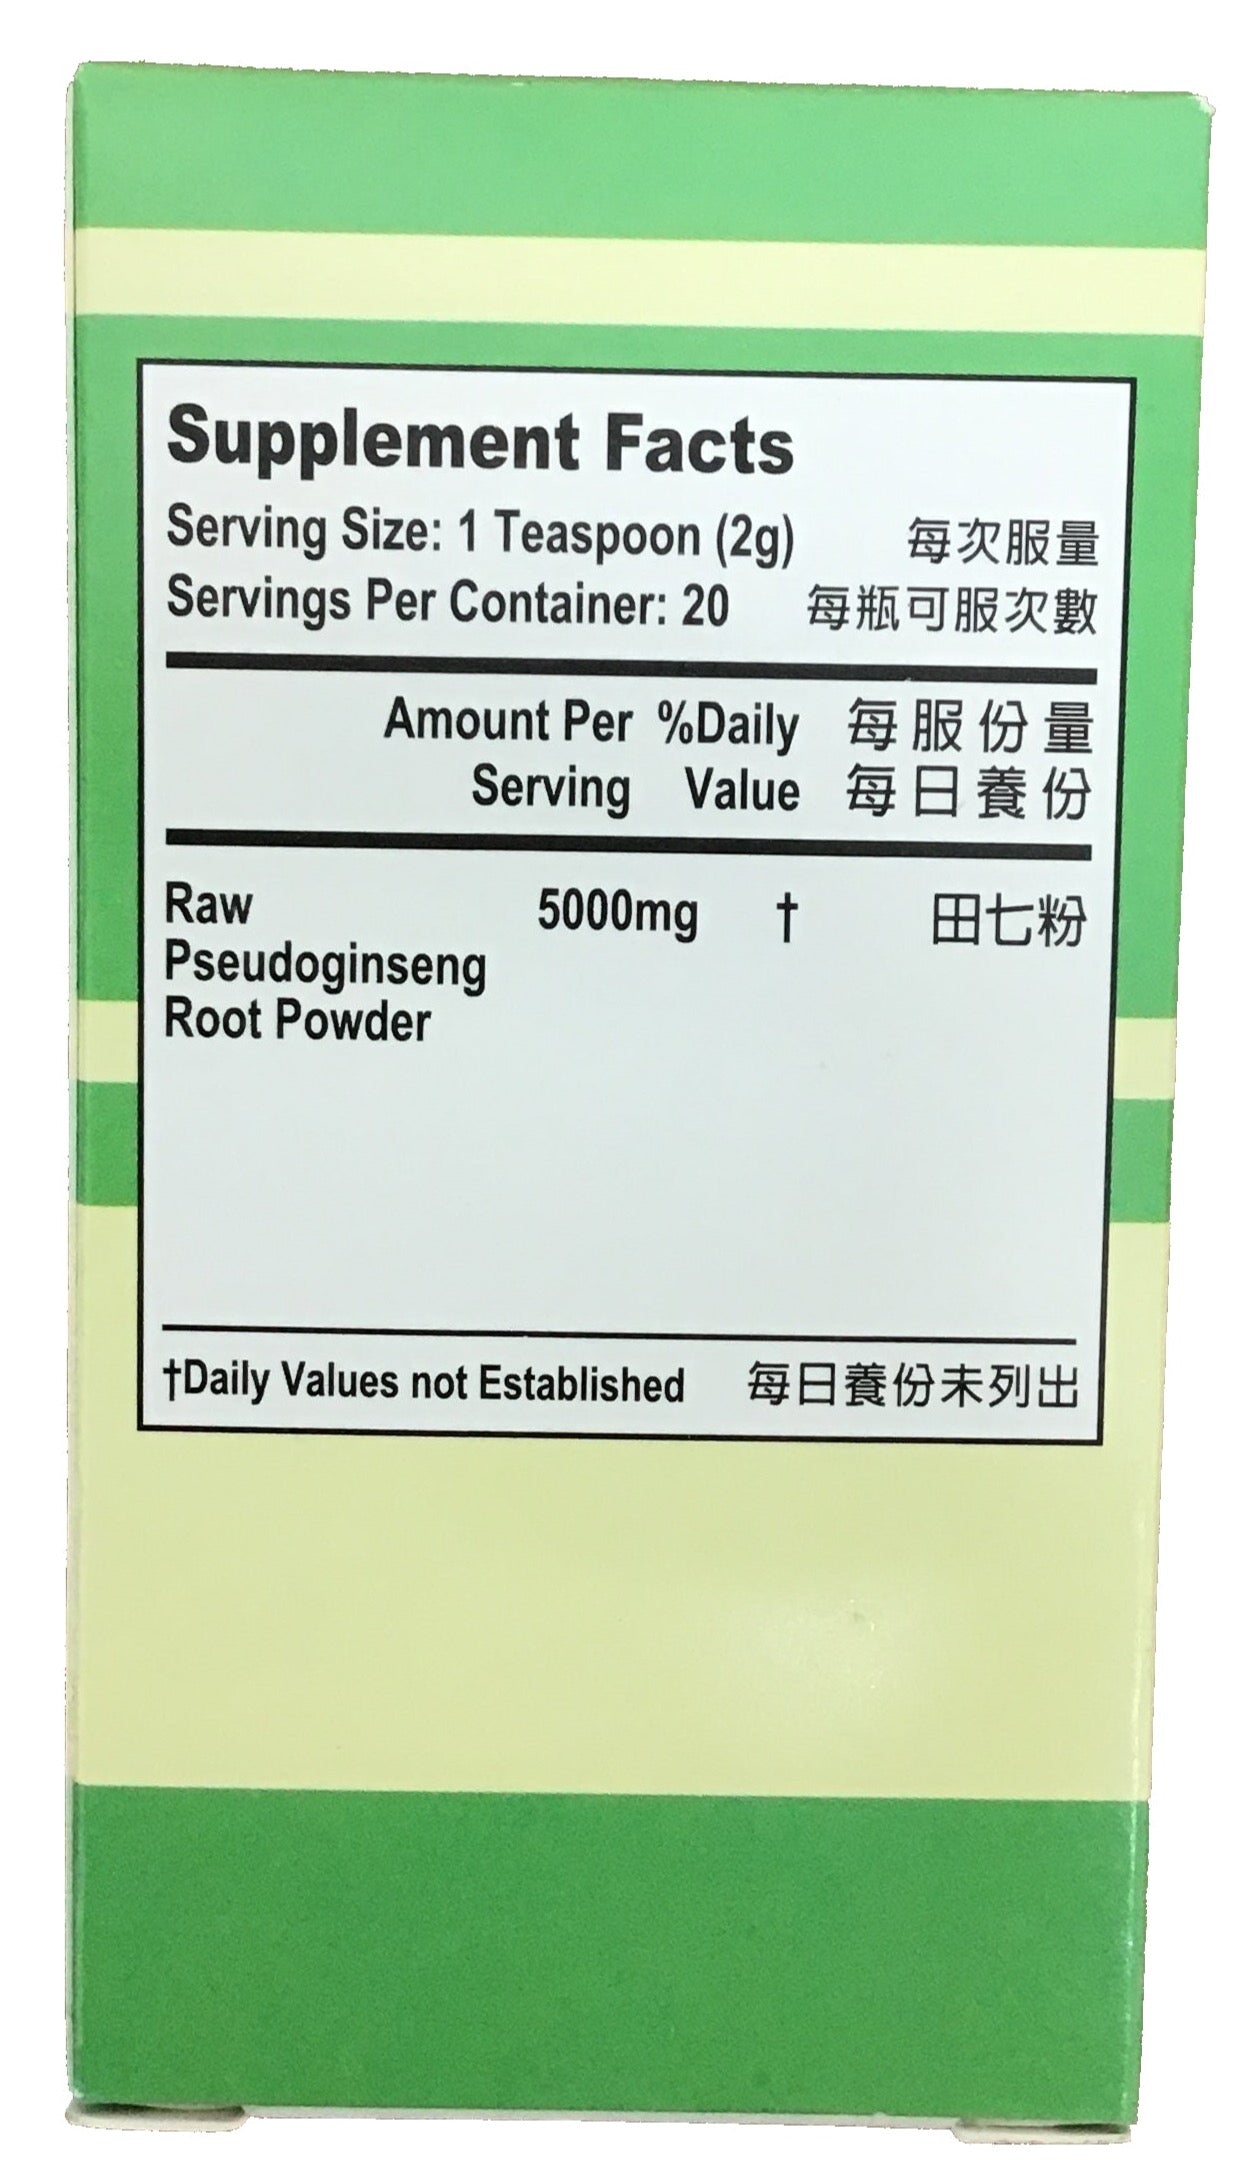 Supplement Facts
Serving Size: 1 Teaspoon (2g) 每次服量
Servings Per Container: 20 每瓶可服次數
Amount Per %Daily 每服份量
Serving Value 每日養份
Raw 5000mg † 田七粉
Pseudoginseng
Root Powder
†Daily Values not Established 每日養份未列出